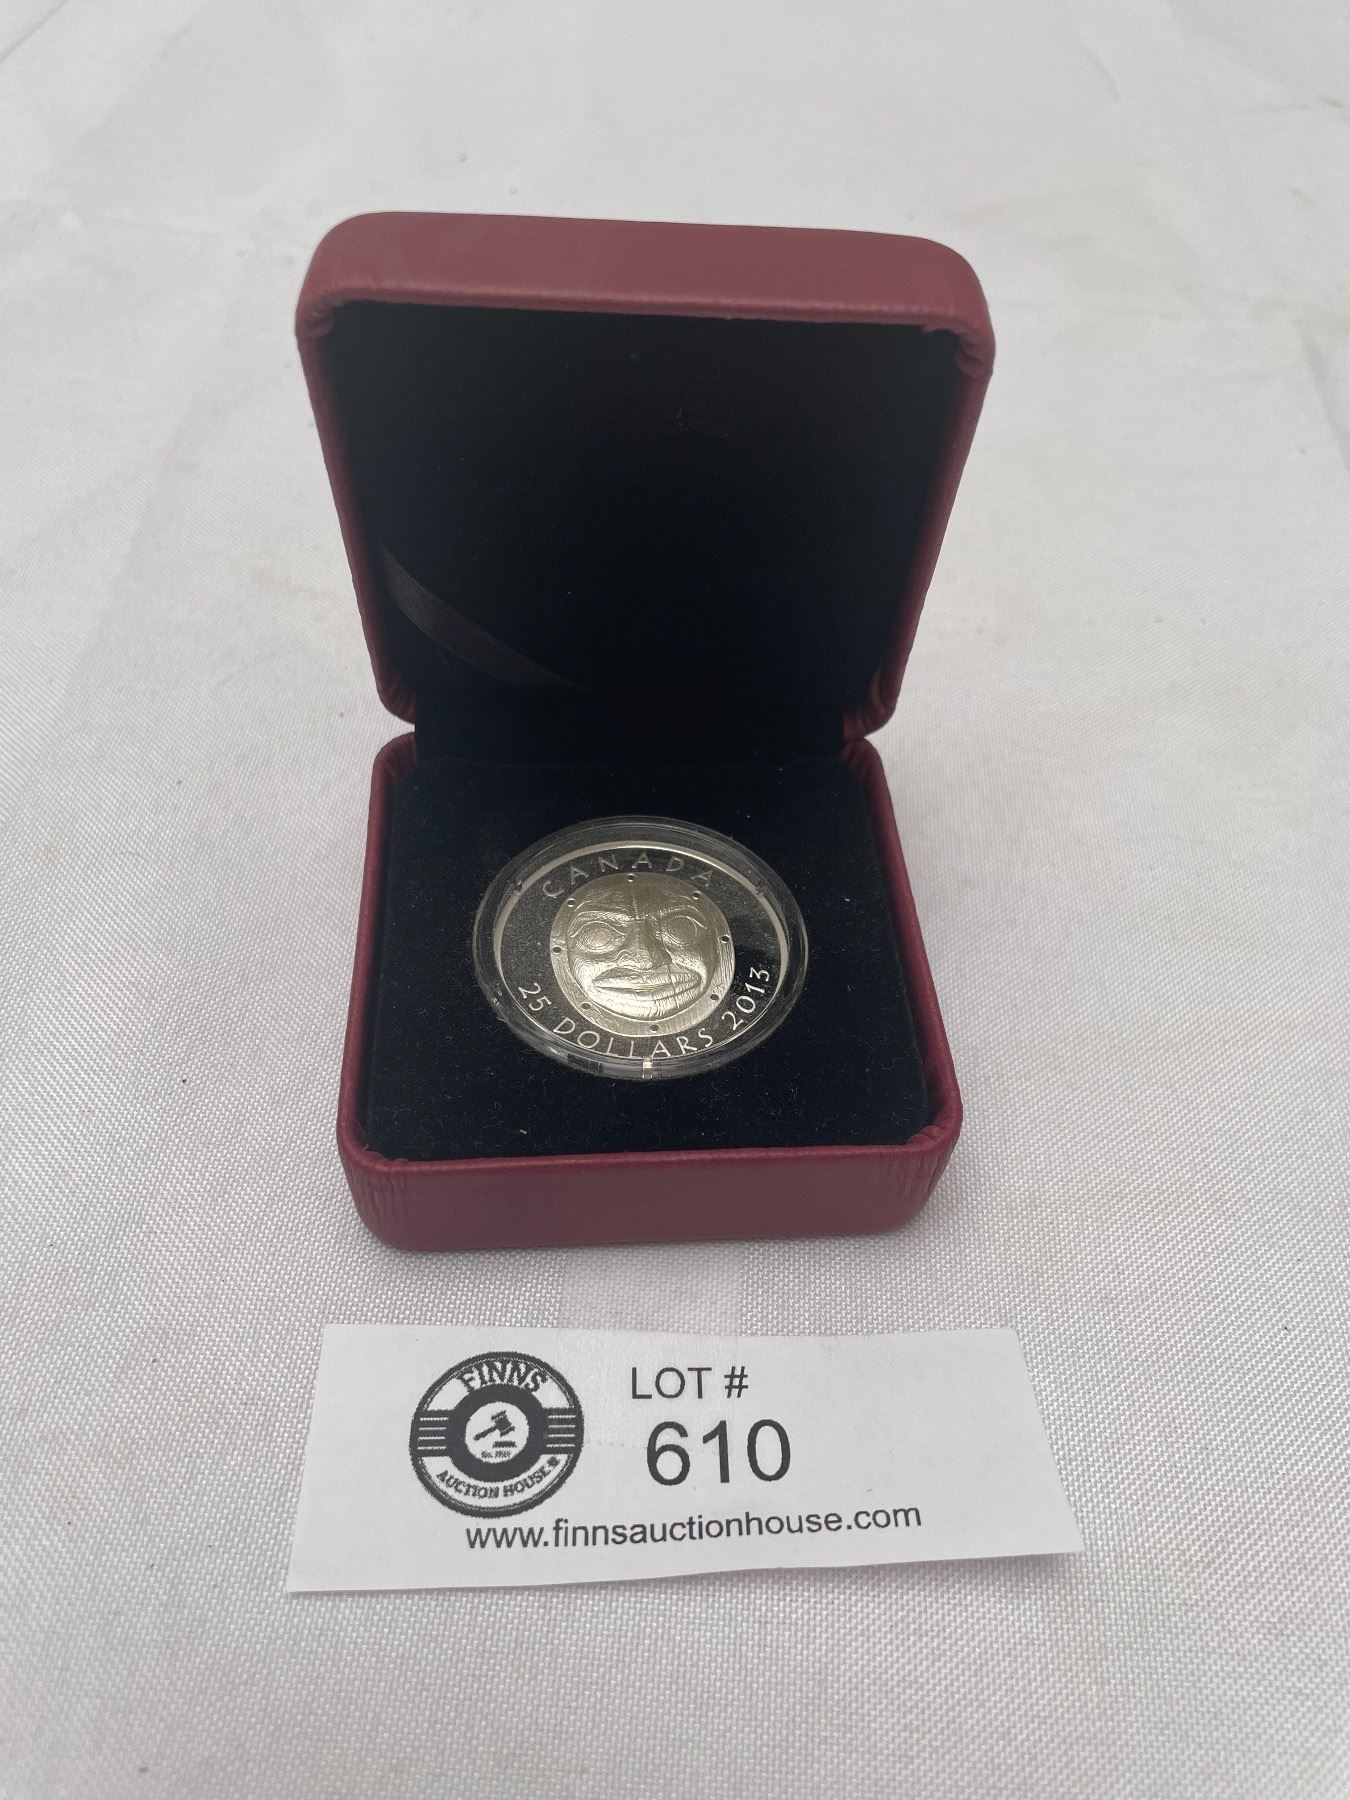 CANADA
25 DOLLARS 2013
FINNS
AUCTION HOUSE
LOT #
610
www.finnsauctionhouse.com